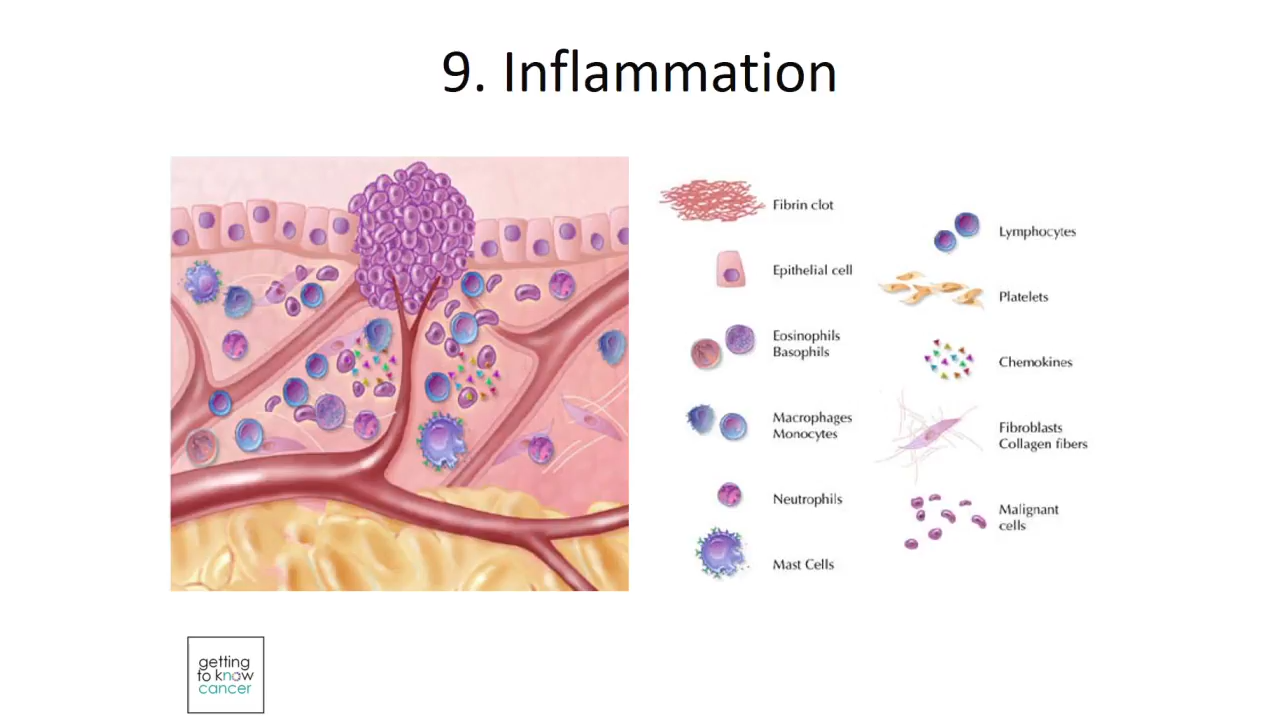 9. Inflammation
Fibrin clot
Epithelial cell
Eosinophils
Basophils
Macrophages
Monocytes
Neutrophils
Mast Cells
Lymphocytes
Platelets
Chemokines
Fibroblasts
Collagen fibers
Malignant
cells
getting
to know
cancer